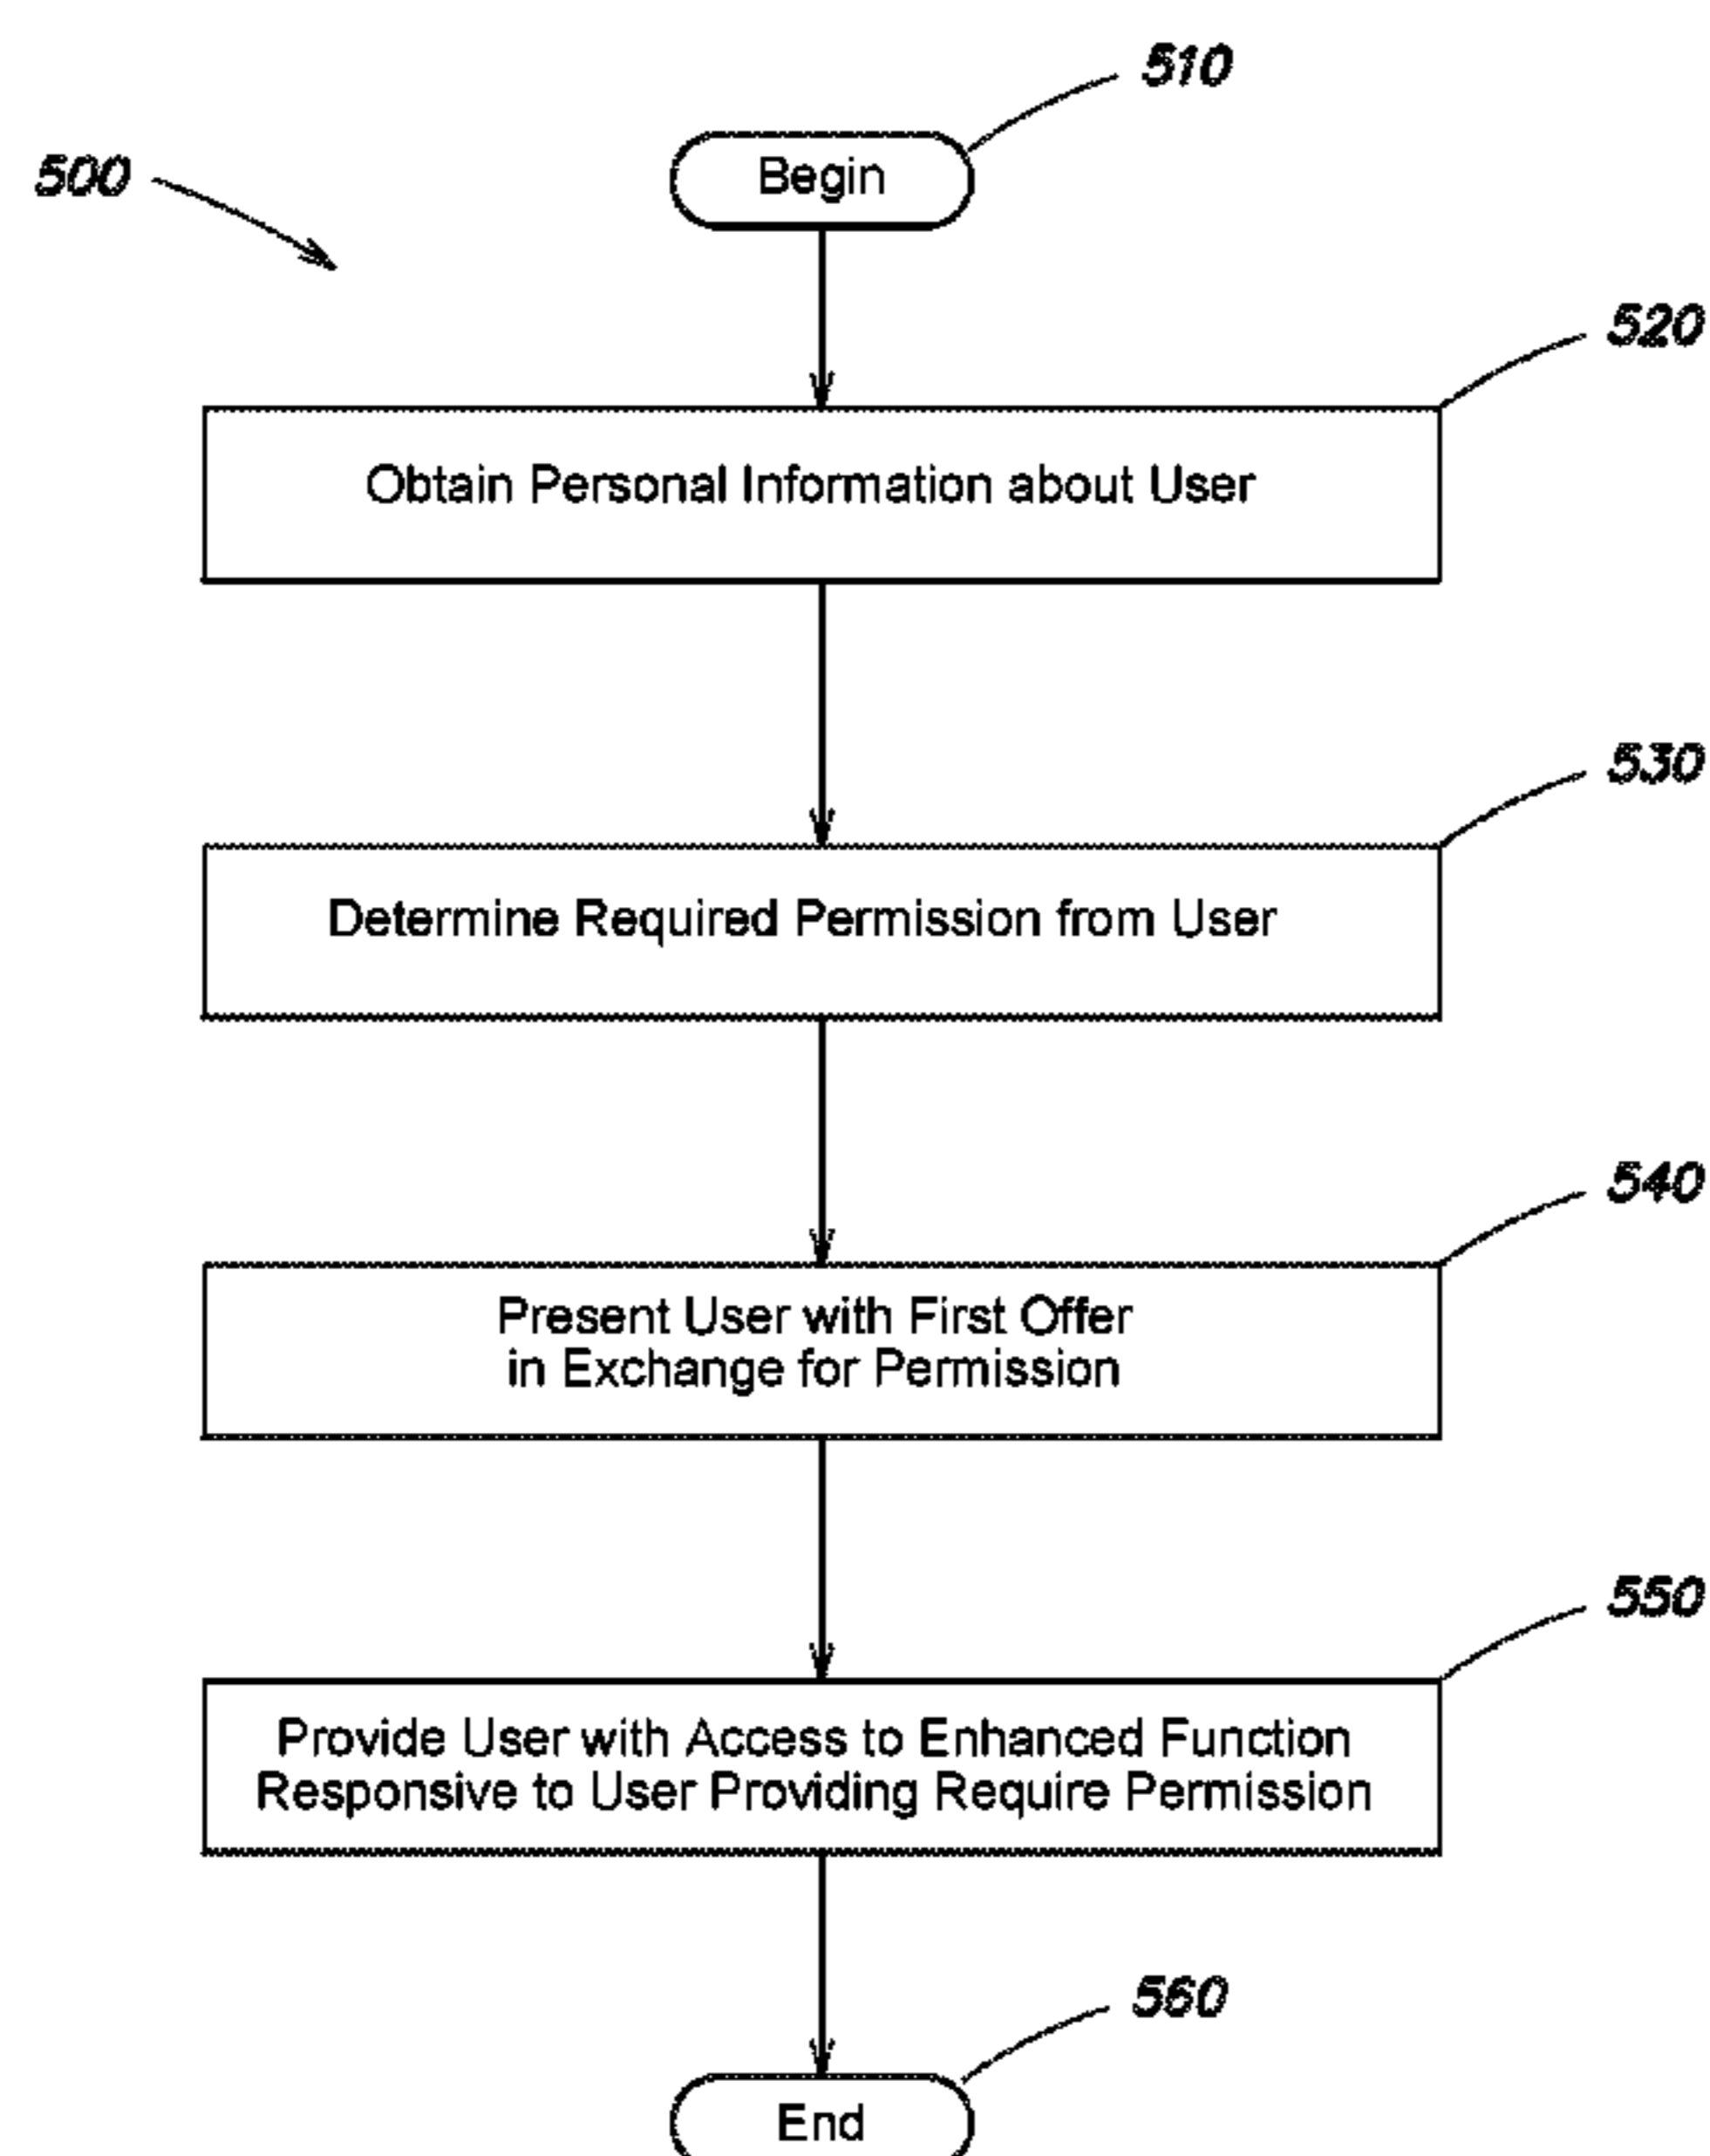 510
500
Begin
520
Obtain Personal Information about User
530
Determine Required Permission from User
540
Present User with First Offer
in Exchange for Permission
550
Provide User with Access to Enhanced Function
Responsive to User Providing Require Permission
560
End